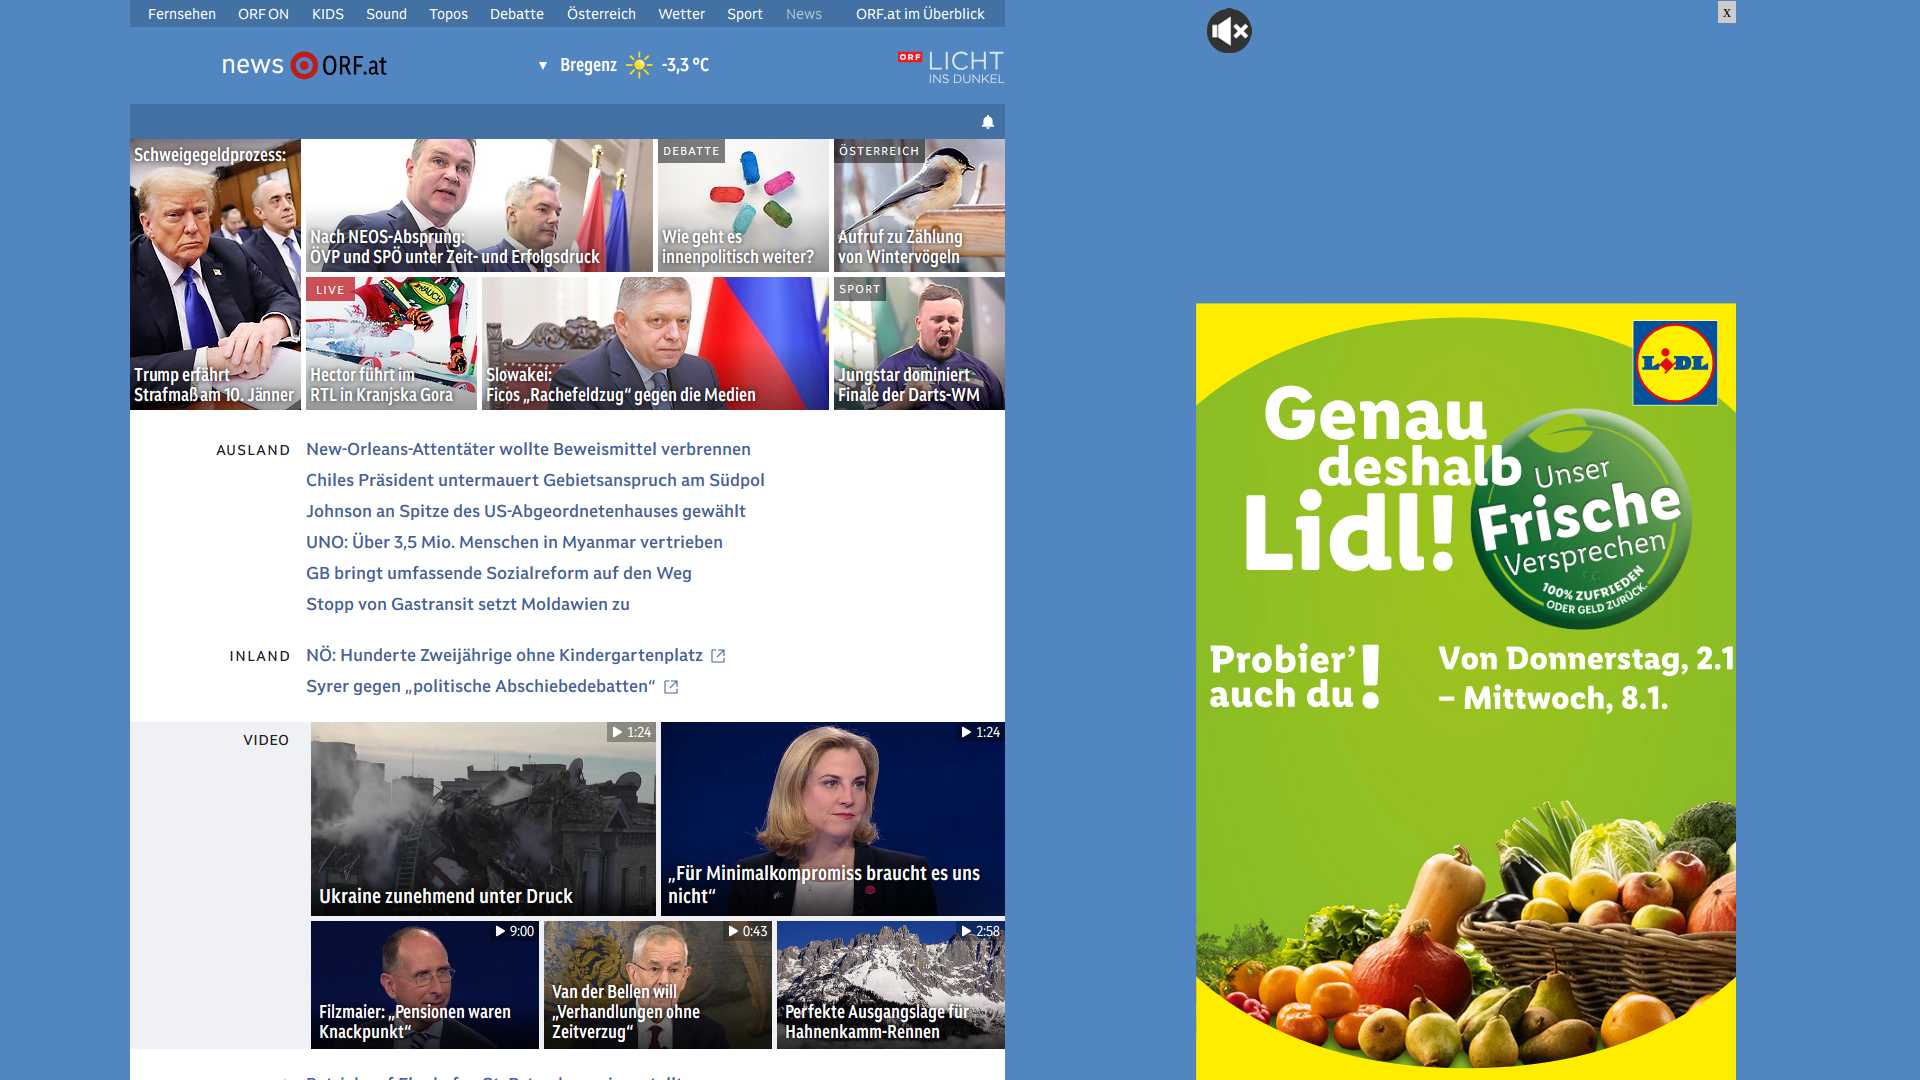 Fernsehen ORF ON KIDS Sound Topos Debatte Österreich Wetter Sport News ORF.at im Überblick
x
news ORF.at
▼ Bregenz -3,3 °C
ORF LICHT
INS DUNKEL
Schweigegeldprozess:
Trump erfährt
Strafmaß am 10. Jänner
Nach NEOS-Absprung:
ÖVP und SPÖ unter Zeit- und Erfolgsdruck
DEBATTE
Wie geht es
innenpolitisch weiter?
ÖSTERREICH
Aufruf zu Zählung
von Wintervögeln
LIVE
Hector führt im
RTL in Kranjska Gora
Slowakei:
Ficos „Rachefeldzug“ gegen die Medien
SPORT
Jungstar dominiert
Finale der Darts-WM
AUSLAND
New-Orleans-Attentäter wollte Beweismittel verbrennen
Chiles Präsident untermauert Gebietsanspruch am Südpol
Johnson an Spitze des US-Abgeordnetenhauses gewählt
UNO: Über 3,5 Mio. Menschen in Myanmar vertrieben
GB bringt umfassende Sozialreform auf den Weg
Stopp von Gastransit setzt Moldawien zu
INLAND
NÖ: Hunderte Zweijährige ohne Kindergartenplatz
Syrer gegen „politische Abschiebedebatten“
VIDEO
1:24
Ukraine zunehmend unter Druck
1:24
„Für Minimalkompromiss braucht es uns
nicht“
9:00
Filzmaier: „Pensionen waren
Knackpunkt“
0:43
Van der Bellen will
„Verhandlungen ohne
Zeitverzug“
2:58
Perfekte Ausgangslage für
Hahnenkamm-Rennen
LIDL
Genau
deshalb
Lidl!
Unser
Frische
Versprechen
100% ZUFRIEDEN
ODER GELD ZURÜCK.
Probier’
auch du!
Von Donnerstag, 2.1
– Mittwoch, 8.1.